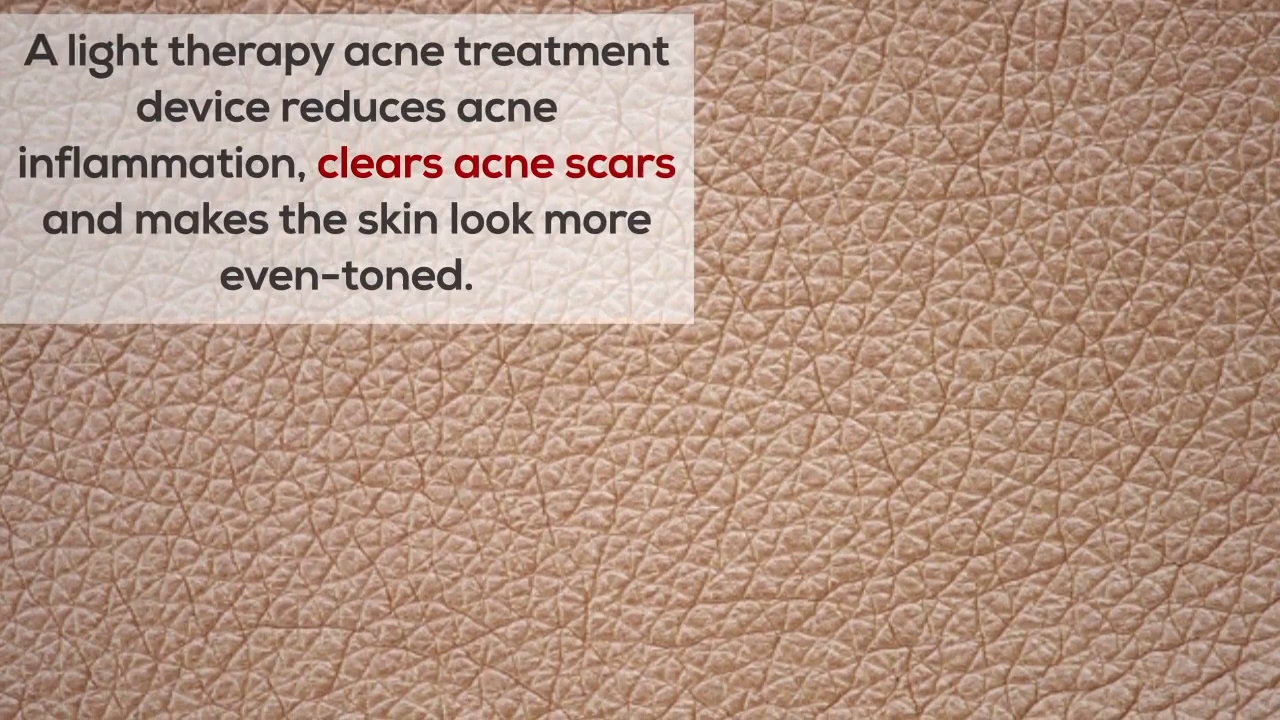 A light therapy acne treatment
device reduces acne
inflammation, clears acne scars
and makes the skin look more
even-toned.